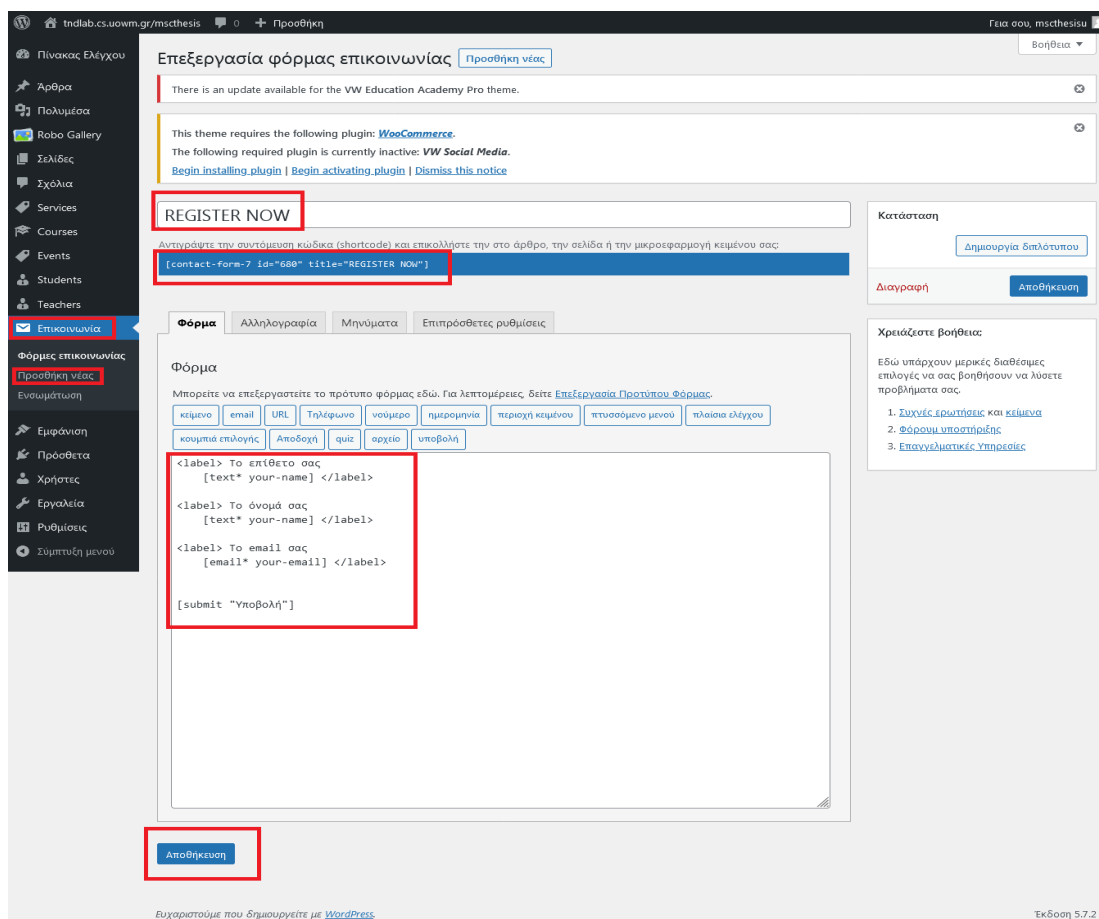 tndlab.cs.uowm.gr/mscthesis 0 + Προσθήκη Γεια σου, mscthesisu
Βοήθεια
Πίνακας Ελέγχου
Άρθρα
Πολυμέσα
Robo Gallery
Σελίδες
Σχόλια
Services
Courses
Events
Students
Teachers
Επικοινωνία
Φόρμες επικοινωνίας
Προσθήκη νέας
Ενσωμάτωση
Εμφάνιση
Πρόσθετα
Χρήστες
Εργαλεία
Ρυθμίσεις
Σύμπτυξη μενού
Επεξεργασία φόρμας επικοινωνίας Προσθήκη νέας
There is an update available for the VW Education Academy Pro theme.
This theme requires the following plugin: WooCommerce.
The following required plugin is currently inactive: VW Social Media.
Begin installing plugin | Begin activating plugin | Dismiss this notice
REGISTER NOW
Αντιγράψτε την συντόμευση κώδικα (shortcode) και επικολλήστε την στο άρθρο, την σελίδα ή την μικροεφαρμογή κειμένου σας:
[contact-form-7 id="680" title="REGISTER NOW"]
Φόρμα Αλληλογραφία Μηνύματα Επιπρόσθετες ρυθμίσεις
Φόρμα
Μπορείτε να επεξεργαστείτε το πρότυπο φόρμας εδώ. Για λεπτομέρειες, δείτε Επεξεργασία Προτύπου Φόρμας.
κείμενο email URL Τηλέφωνο νούμερο ημερομηνία περιοχή κειμένου πτυσσόμενο μενού πλαίσια ελέγχου
κουμπιά επιλογής Αποδοχή quiz αρχείο υποβολή
<label> Το επίθετο σας
[text* your-name] </label>
<label> Το όνομά σας
[text* your-name] </label>
<label> Το email σας
[email* your-email] </label>
[submit "Υποβολή"]
Αποθήκευση
Κατάσταση
Δημιουργία διπλότυπου
Διαγραφή Αποθήκευση
Χρειάζεστε βοήθεια;
Εδώ υπάρχουν μερικές διαθέσιμες
επιλογές να σας βοηθήσουν να λύσετε
προβλήματα σας.
1. Συχνές ερωτήσεις και κείμενα
2. Φόρουμ υποστήριξης
3. Επαγγελματικές Υπηρεσίες
Ευχαριστούμε που δημιουργείτε με WordPress. Έκδοση 5.7.2